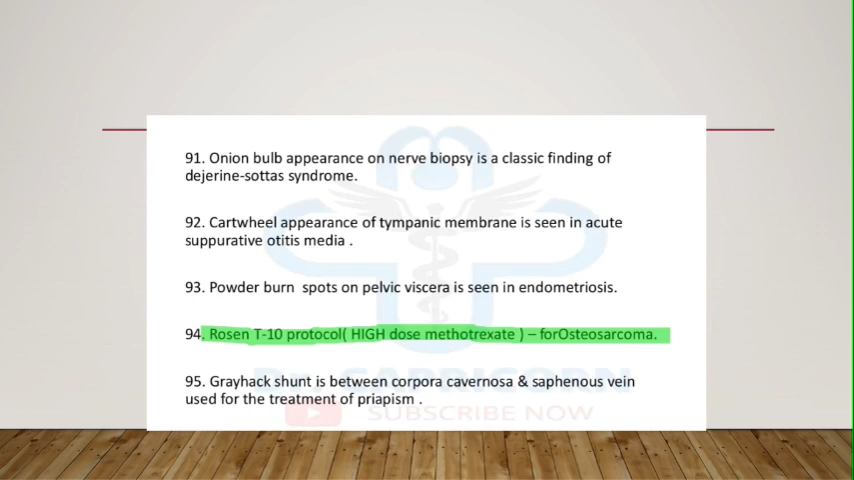 91. Onion bulb appearance on nerve biopsy is a classic finding of
dejerine-sottas syndrome.
92. Cartwheel appearance of tympanic membrane is seen in acute
suppurative otitis media .
93. Powder burn spots on pelvic viscera is seen in endometriosis.
94. Rosen T-10 protocol( HIGH dose methotrexate ) – forOsteosarcoma.
95. Grayhack shunt is between corpora cavernosa & saphenous vein
used for the treatment of priapism .
CAPRICORN
SUBSCRIBE NOW